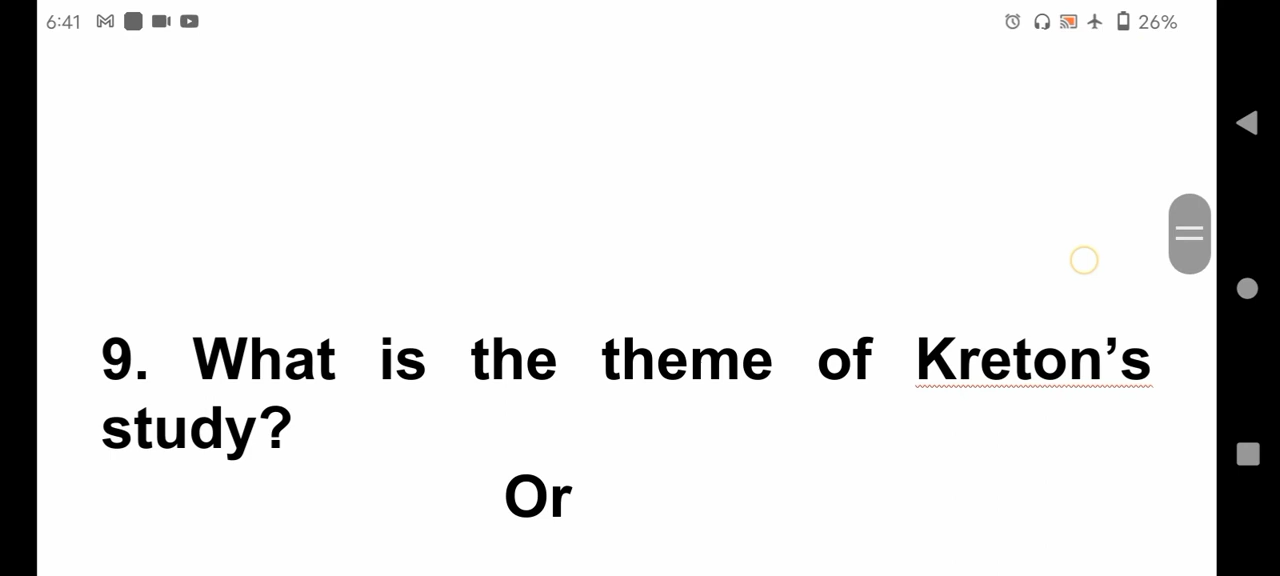 6:41
26%
9. What is the theme of Kreton’s
study?
Or